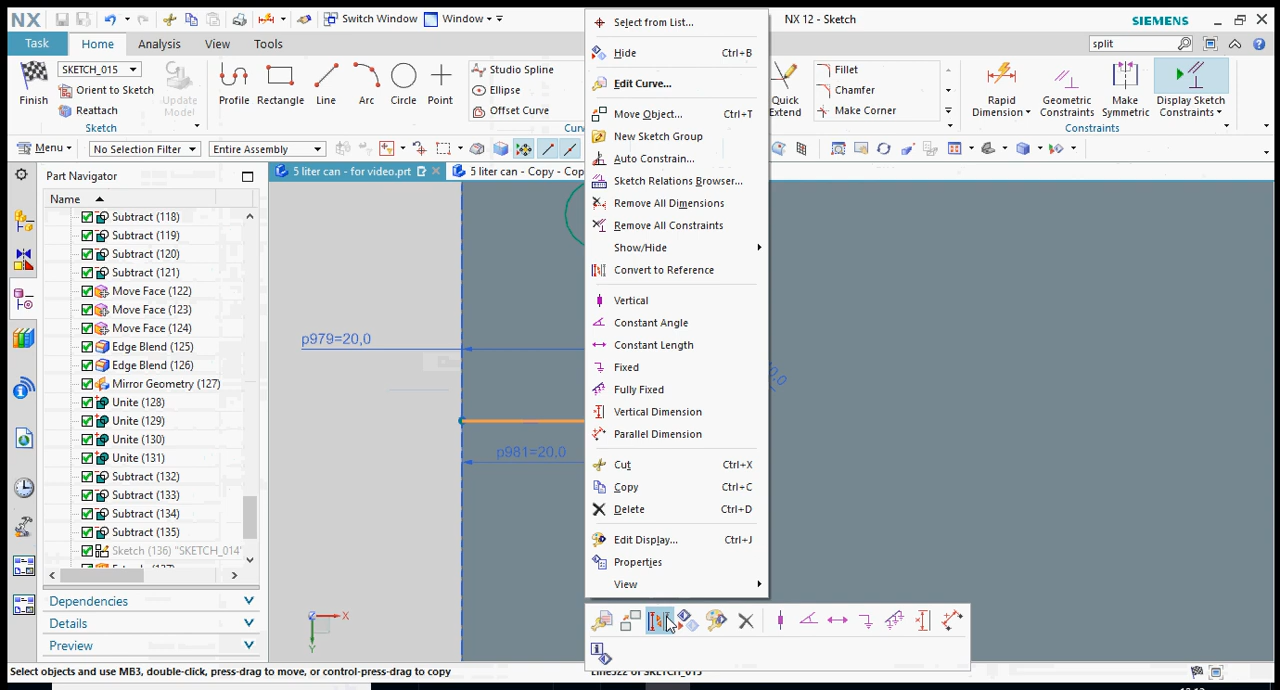 NX
Switch Window
Window
NX 12 - Sketch
SIEMENS
Task
Home
Analysis
View
Tools
split
SKETCH_015
Orient to Sketch
Reattach
Finish
Update
Model
Sketch
Profile
Rectangle
Line
Arc
Circle
Point
Studio Spline
Ellipse
Offset Curve
Quick
Extend
Fillet
Chamfer
Make Corner
Rapid
Dimension
Geometric
Constraints
Make
Symmetric
Display Sketch
Constraints
Constraints
Menu
No Selection Filter
Entire Assembly
Part Navigator
5 liter can - for video.prt
5 liter can - Copy - Cop
Name
Subtract (118)
Subtract (119)
Subtract (120)
Subtract (121)
Move Face (122)
Move Face (123)
Move Face (124)
Edge Blend (125)
Edge Blend (126)
Mirror Geometry (127)
Unite (128)
Unite (129)
Unite (130)
Unite (131)
Subtract (132)
Subtract (133)
Subtract (134)
Subtract (135)
Sketch (136) "SKETCH_014"
Dependencies
Details
Preview
p979=20,0
p981=20,0
X
Y
Select from List...
Hide Ctrl+B
Edit Curve...
Move Object... Ctrl+T
New Sketch Group
Auto Constrain...
Sketch Relations Browser...
Remove All Dimensions
Remove All Constraints
Show/Hide
Convert to Reference
Vertical
Constant Angle
Constant Length
Fixed
Fully Fixed
Vertical Dimension
Parallel Dimension
Cut Ctrl+X
Copy Ctrl+C
Delete Ctrl+D
Edit Display... Ctrl+J
Properties
View
Select objects and use MB3, double-click, press-drag to move, or control-press-drag to copy